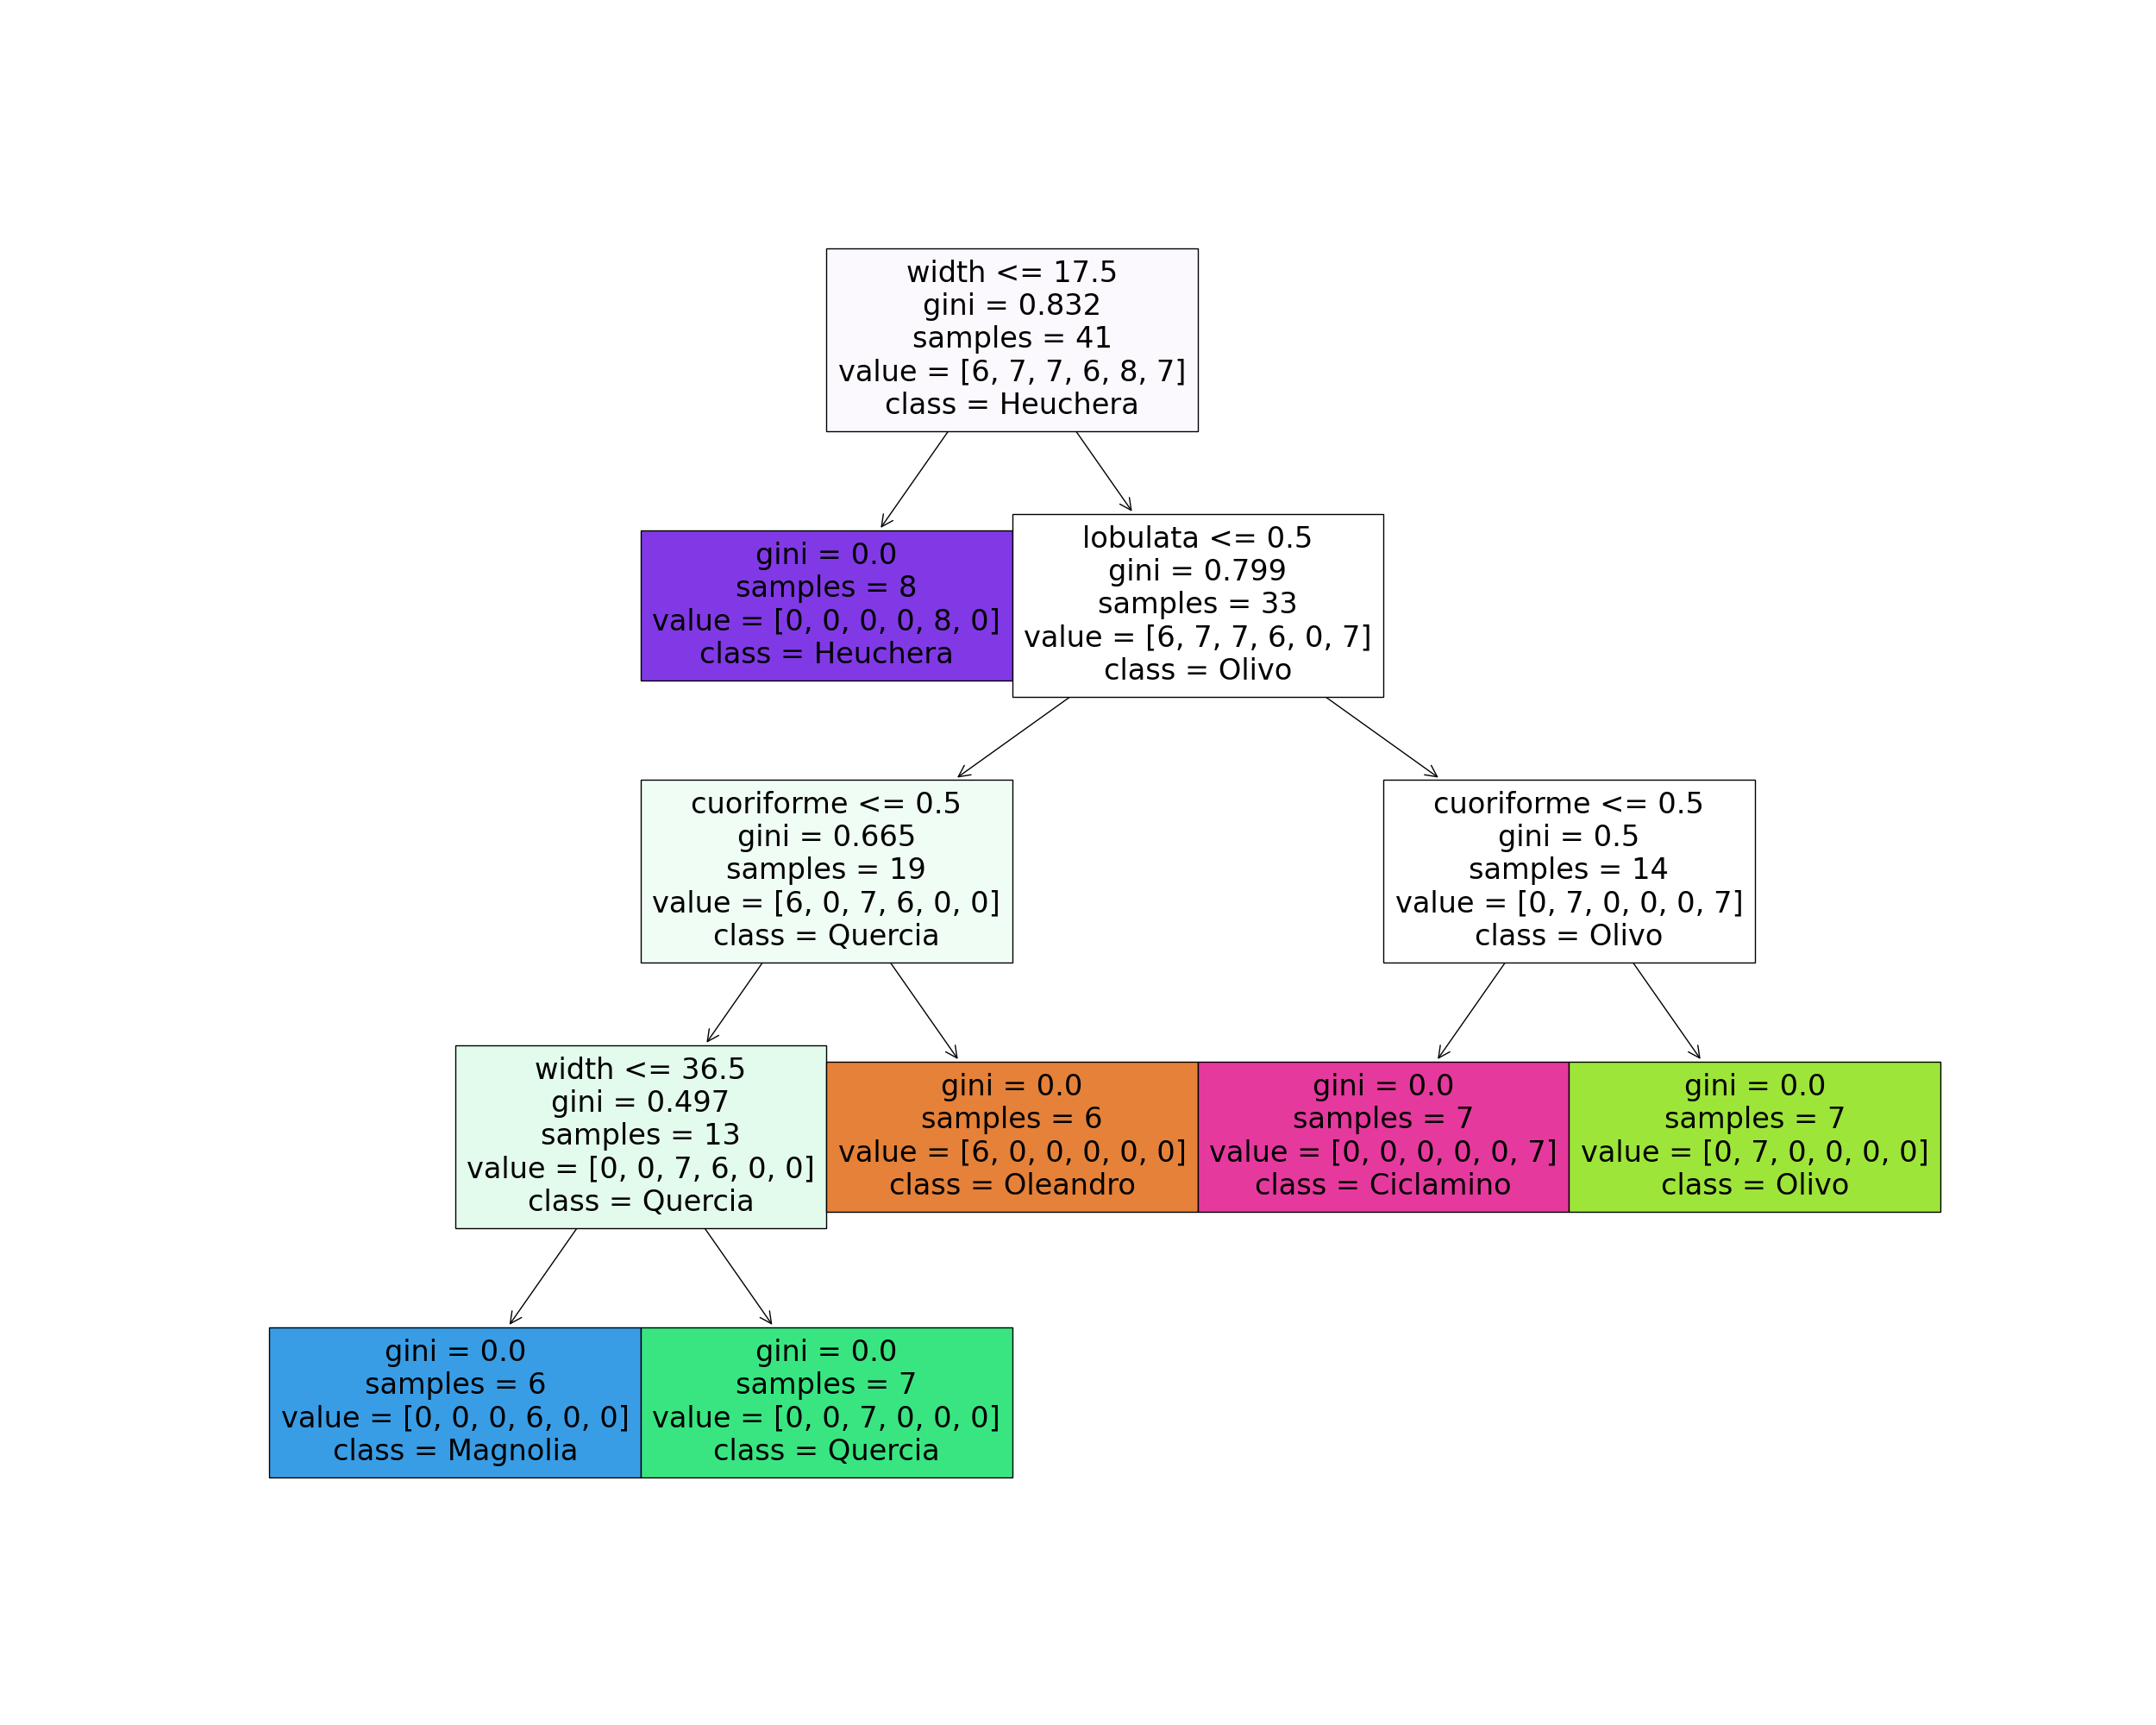 width <= 17.5
gini = 0.832
samples = 41
value = [6, 7, 7, 6, 8, 7]
class = Heuchera
gini = 0.0
samples = 8
value = [0, 0, 0, 0, 8, 0]
class = Heuchera
lobulata <= 0.5
gini = 0.799
samples = 33
value = [6, 7, 7, 6, 0, 7]
class = Olivo
cuoriforme <= 0.5
gini = 0.665
samples = 19
value = [6, 0, 7, 6, 0, 0]
class = Quercia
cuoriforme <= 0.5
gini = 0.5
samples = 14
value = [0, 7, 0, 0, 0, 7]
class = Olivo
width <= 36.5
gini = 0.497
samples = 13
value = [0, 0, 7, 6, 0, 0]
class = Quercia
gini = 0.0
samples = 6
value = [6, 0, 0, 0, 0, 0]
class = Oleandro
gini = 0.0
samples = 7
value = [0, 0, 0, 0, 0, 7]
class = Ciclamino
gini = 0.0
samples = 7
value = [0, 7, 0, 0, 0, 0]
class = Olivo
gini = 0.0
samples = 6
value = [0, 0, 0, 6, 0, 0]
class = Magnolia
gini = 0.0
samples = 7
value = [0, 0, 7, 0, 0, 0]
class = Quercia